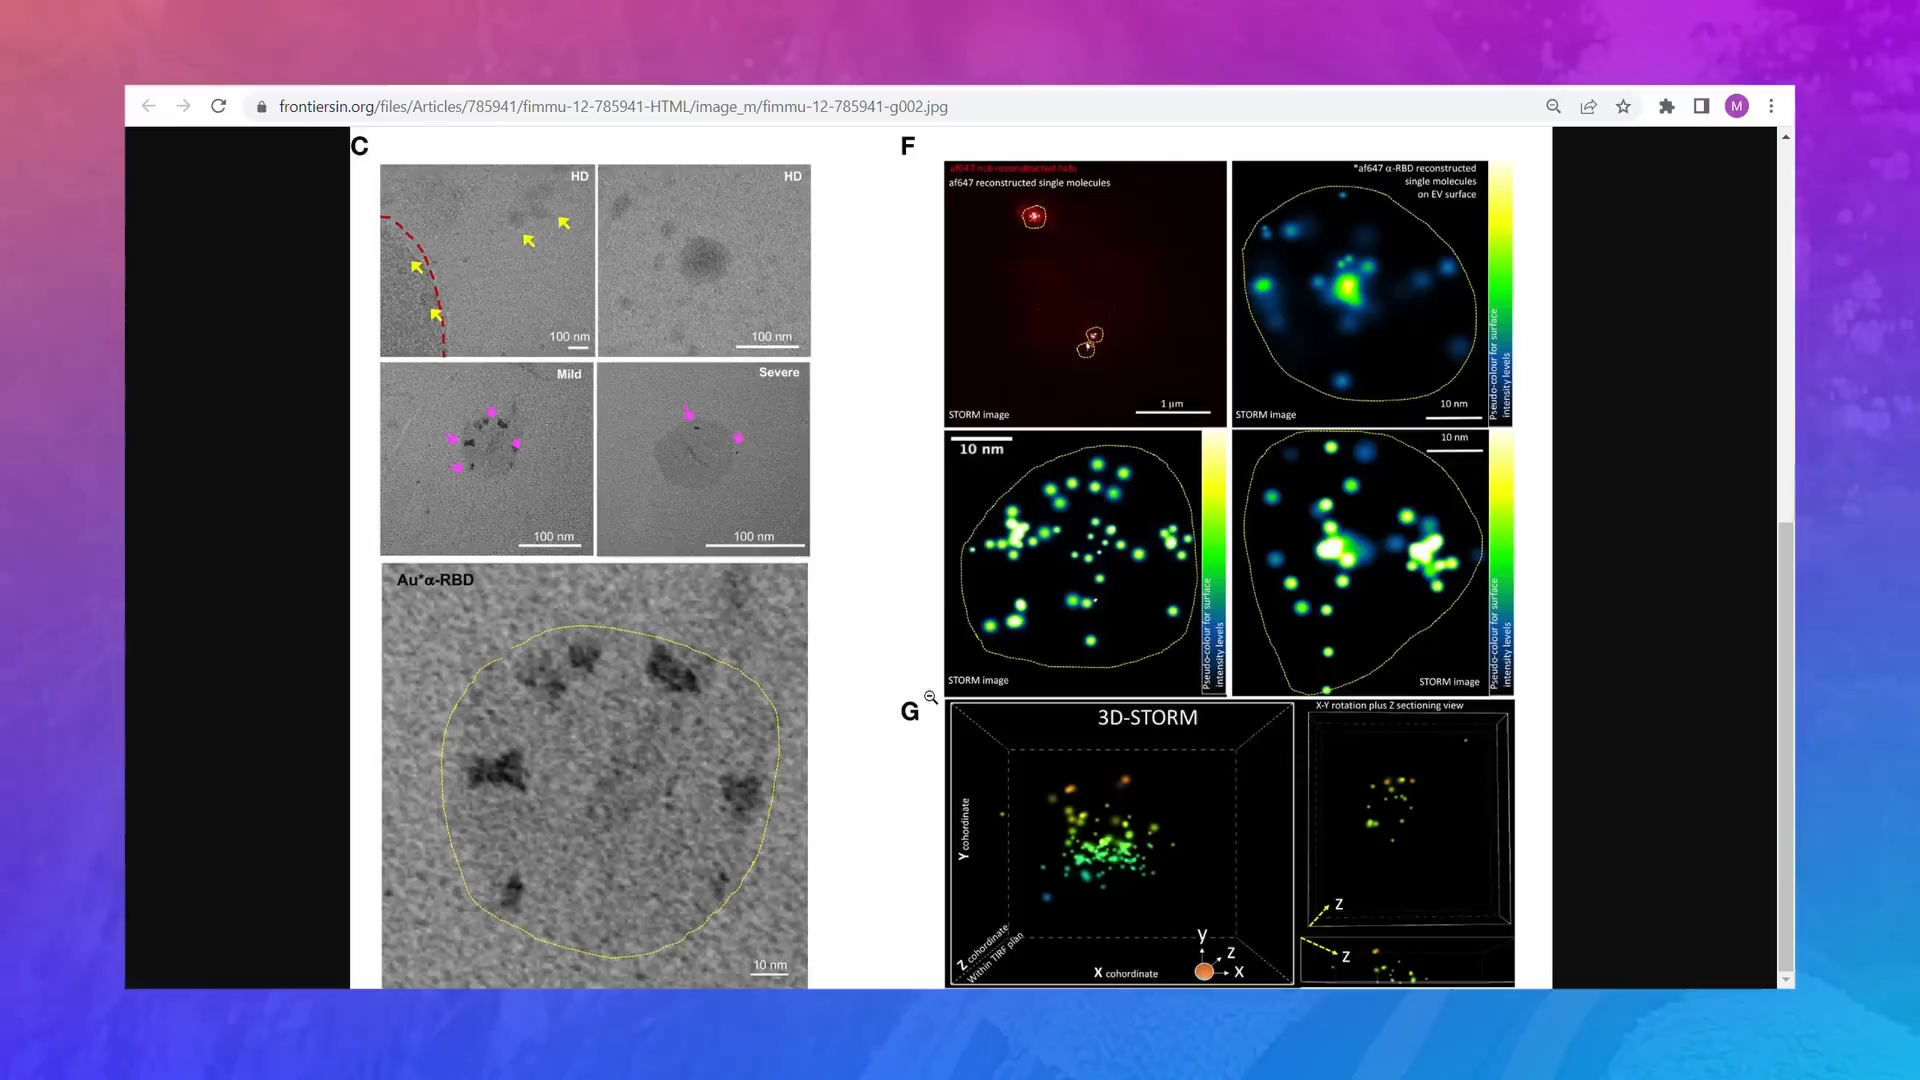 frontiersin.org/files/Articles/785941/fimmu-12-785941-HTML/image_m/fimmu-12-785941-g002.jpg
M
C
HD
100 nm
HD
100 nm
Mild
100 nm
Severe
100 nm
Au*α-RBD
10 nm
F
af647 not reconstructed halo
af647 reconstructed single molecules
1 µm
STORM image
*af647 α-RBD reconstructed
single molecules
on EV surface
10 nm
STORM image
Pseudo-colour for surface
intensity levels
10 nm
STORM image
Pseudo-colour for surface
intensity levels
10 nm
STORM image
Pseudo-colour for surface
intensity levels
G
3D-STORM
Y cohordinate
Z cohordinate
Within TIRF plan
X cohordinate
y
Z
X
X-Y rotation plus Z sectioning view
Z
Z